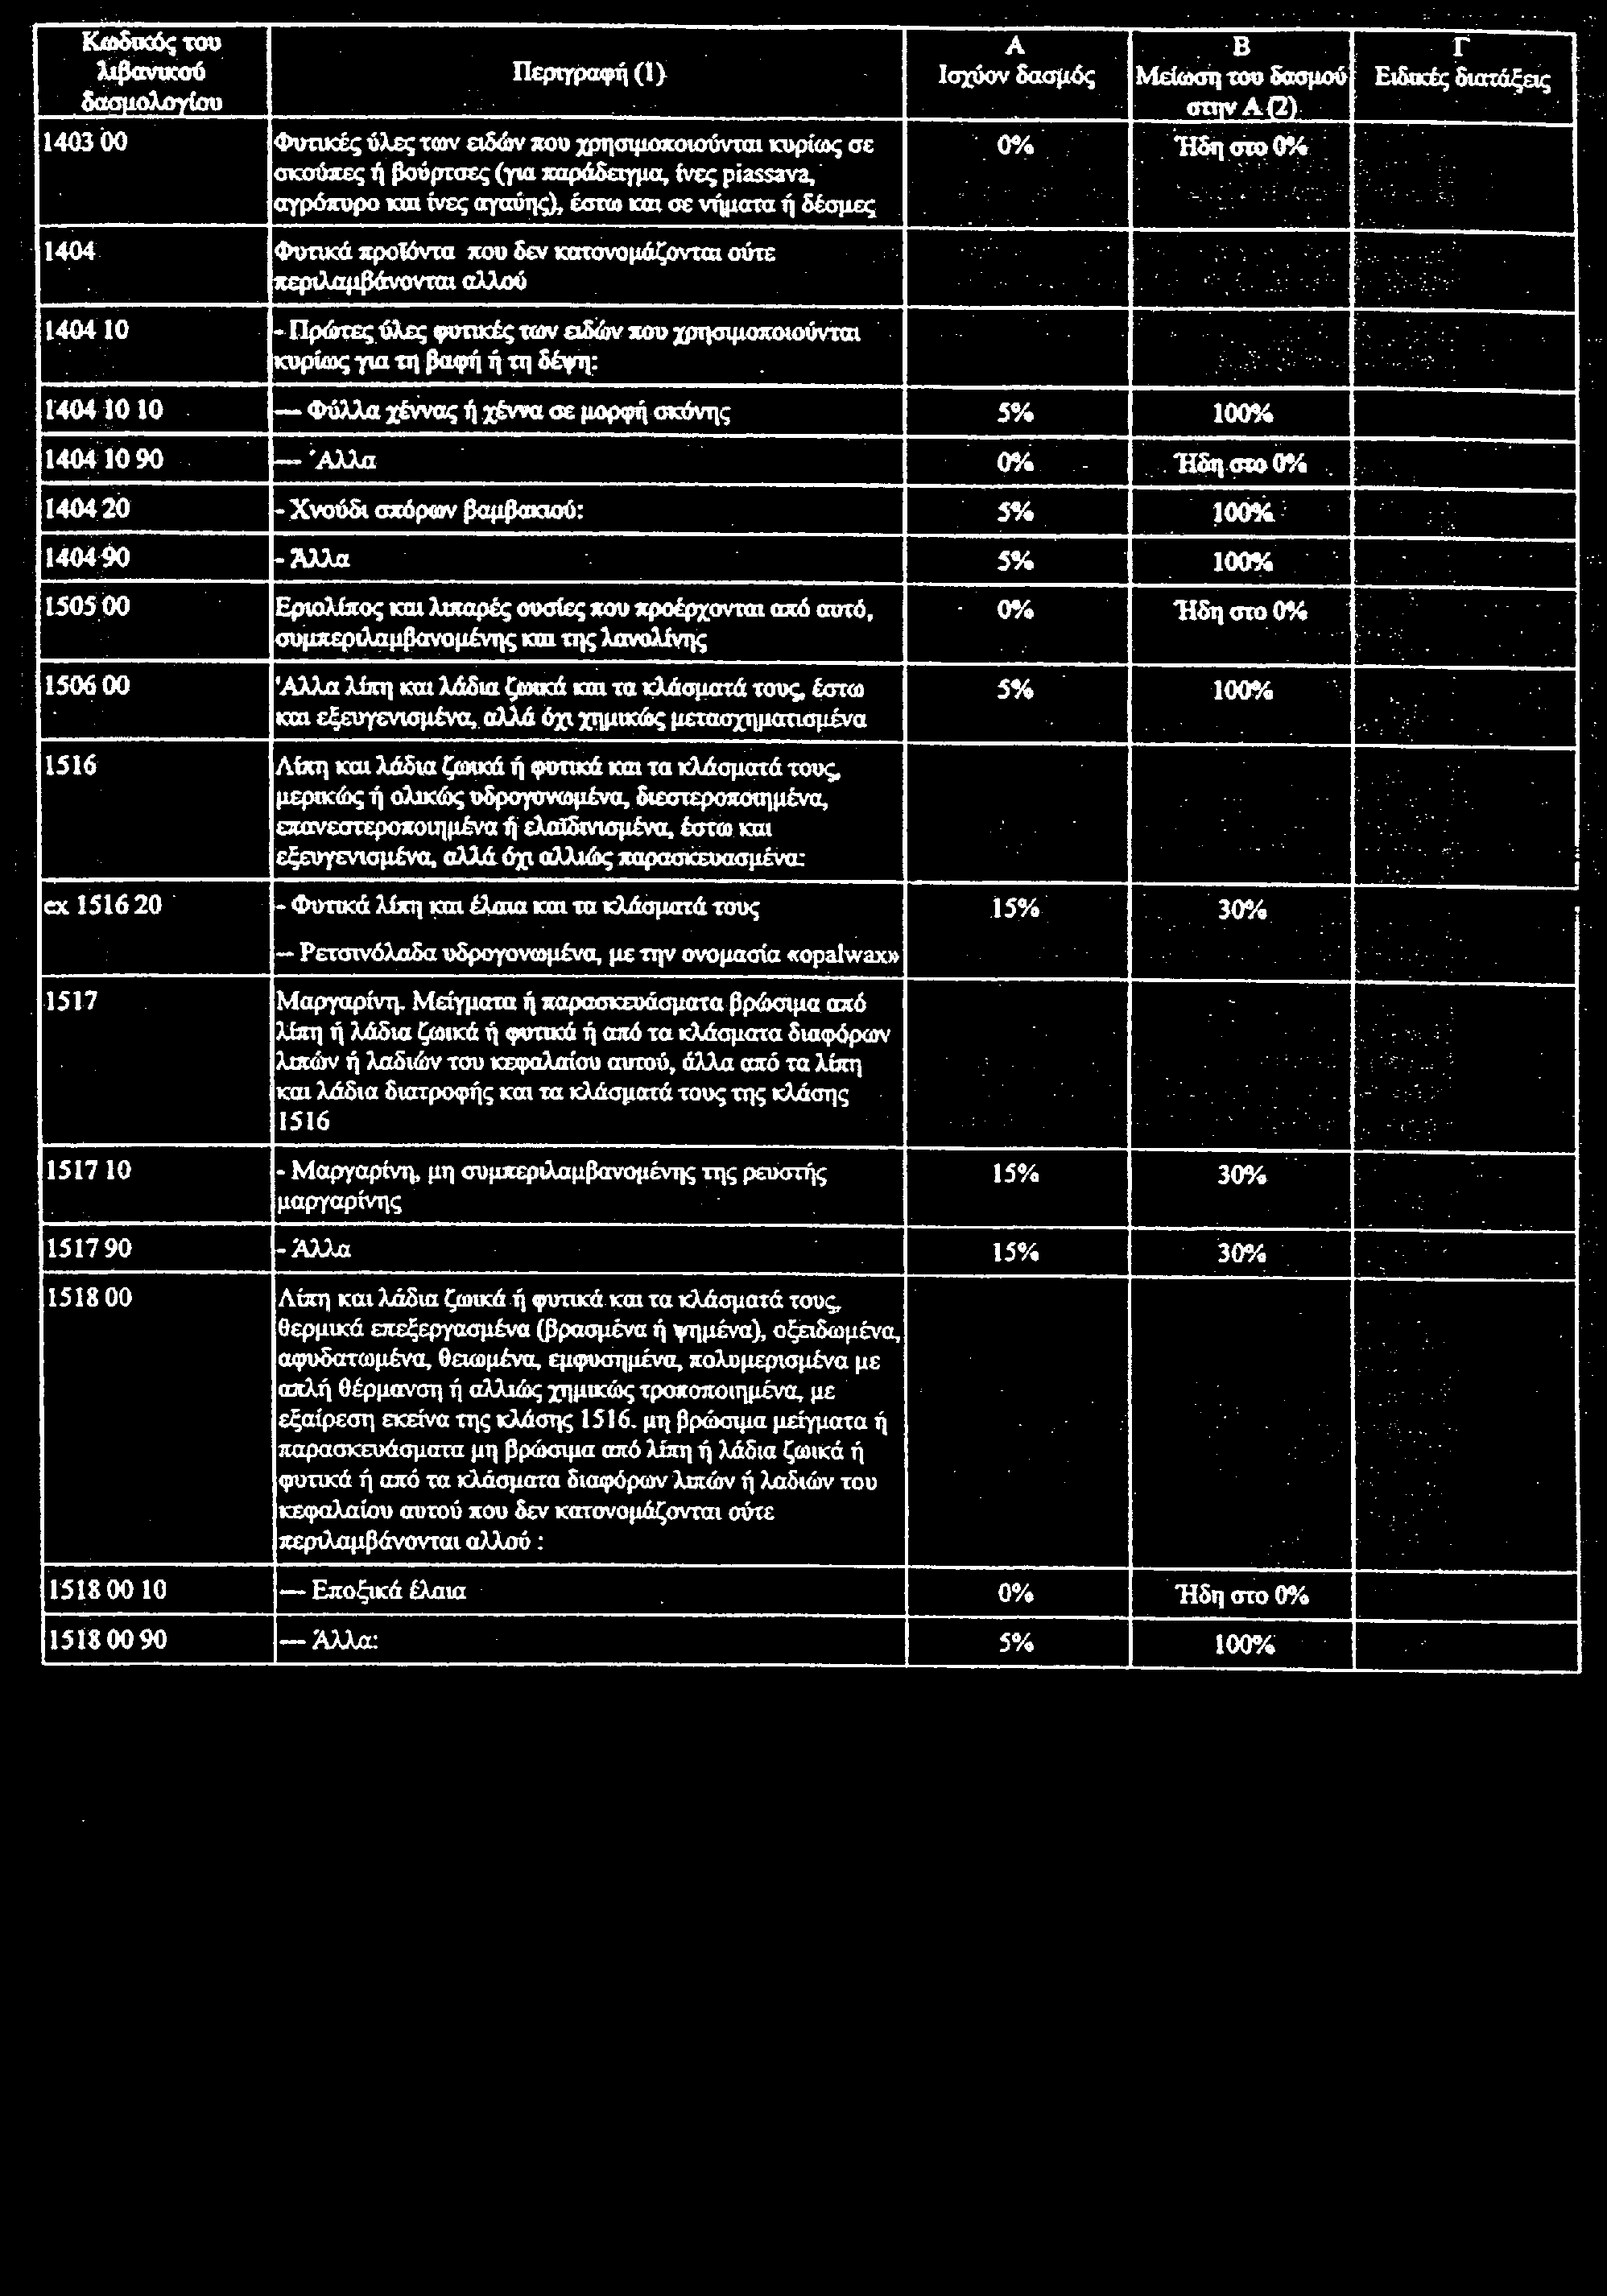 Κωδικός του λιβανικού δασμολογίου
Περιγραφή (1)
Α Ισχύον δασμός
Β Μείωση του δασμού στην Α (2)
Γ Ειδικές διατάξεις
1403 00
Φυτικές ύλες των ειδών που χρησιμοποιούνται κυρίως σε
σκούπες ή βούρτσες (για παράδειγμα, ίνες piassava,
αγρόπυρο και ίνες αγαύης), έστω και σε νήματα ή δέσμες
0%
Ήδη στο 0%
1404
Φυτικά προϊόντα που δεν κατονομάζονται ούτε
περιλαμβάνονται αλλού
1404 10
- Πρώτες ύλες φυτικές των ειδών που χρησιμοποιούνται
κυρίως για τη βαφή ή τη δέψη:
1404 10 10
— Φύλλα χέννας ή χέννα σε μορφή σκόνης
5%
100%
1404 10 90
— Άλλα
0%
Ήδη στο 0%
1404 20
- Χνούδι σπόρων βαμβακιού:
5%
100%
1404 90
- Άλλα
5%
100%
1505 00
Εριολίπος και λιπαρές ουσίες που προέρχονται από αυτό,
συμπεριλαμβανομένης και της λανολίνης
0%
Ήδη στο 0%
1506 00
Άλλα λίπη και λάδια ζωικά και τα κλάσματά τους, έστω
και εξευγενισμένα, αλλά όχι χημικώς μετασχηματισμένα
5%
100%
1516
Λίπη και λάδια ζωικά ή φυτικά και τα κλάσματά τους,
μερικώς ή ολικώς υδρογονωμένα, διεστεροποιημένα,
επανεστεροποιημένα ή ελαϊδινισμένα, έστω και
εξευγενισμένα, αλλά όχι αλλιώς παρασκευασμένα:
ex 1516 20
- Φυτικά λίπη και έλαια και τα κλάσματά τους
15%
30%
-- Ρετσινόλαδα υδρογονωμένα, με την ονομασία «opalwax»
1517
Μαργαρίνη. Μείγματα ή παρασκευάσματα βρώσιμα από
λίπη ή λάδια ζωικά ή φυτικά ή από τα κλάσματα διαφόρων
λιπών ή λαδιών του κεφαλαίου αυτού, άλλα από τα λίπη
και λάδια διατροφής και τα κλάσματά τους της κλάσης
1516
1517 10
- Μαργαρίνη, μη συμπεριλαμβανομένης της ρευστής
μαργαρίνης
15%
30%
1517 90
- Άλλα
15%
30%
1518 00
Λίπη και λάδια ζωικά ή φυτικά και τα κλάσματά τους,
θερμικά επεξεργασμένα (βρασμένα ή ψημένα), οξειδωμένα,
αφυδατωμένα, θειωμένα, εμφυσημένα, πολυμερισμένα με
απλή θέρμανση ή αλλιώς χημικώς τροποποιημένα, με
εξαίρεση εκείνα της κλάσης 1516. μη βρώσιμα μείγματα ή
παρασκευάσματα μη βρώσιμα από λίπη ή λάδια ζωικά ή
φυτικά ή από τα κλάσματα διαφόρων λιπών ή λαδιών του
κεφαλαίου αυτού που δεν κατονομάζονται ούτε
περιλαμβάνονται αλλού :
1518 00 10
— Εποξικά έλαια
0%
Ήδη στο 0%
1518 00 90
— Άλλα:
5%
100%